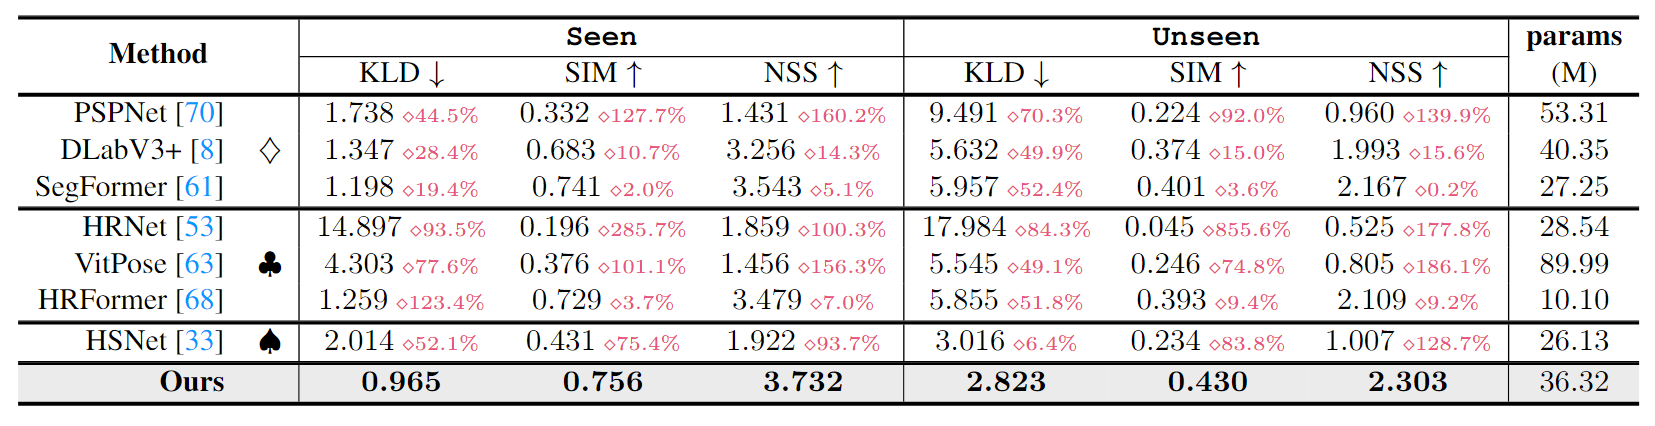 Method Seen Unseen params
KLD ↓ SIM ↑ NSS ↑ KLD ↓ SIM ↑ NSS ↑ (M)
PSPNet [70] 1.738 ⋄44.5% 0.332 ⋄127.7% 1.431 ⋄160.2% 9.491 ⋄70.3% 0.224 ⋄92.0% 0.960 ⋄139.9% 53.31
DLabV3+ [8] ♢ 1.347 ⋄28.4% 0.683 ⋄10.7% 3.256 ⋄14.3% 5.632 ⋄49.9% 0.374 ⋄15.0% 1.993 ⋄15.6% 40.35
SegFormer [61] 1.198 ⋄19.4% 0.741 ⋄2.0% 3.543 ⋄5.1% 5.957 ⋄52.4% 0.401 ⋄3.6% 2.167 ⋄0.2% 27.25
HRNet [53] 14.897 ⋄93.5% 0.196 ⋄285.7% 1.859 ⋄100.3% 17.984 ⋄84.3% 0.045 ⋄855.6% 0.525 ⋄177.8% 28.54
VitPose [63] ♣ 4.303 ⋄77.6% 0.376 ⋄101.1% 1.456 ⋄156.3% 5.545 ⋄49.1% 0.246 ⋄74.8% 0.805 ⋄186.1% 89.99
HRFormer [68] 1.259 ⋄123.4% 0.729 ⋄3.7% 3.479 ⋄7.0% 5.855 ⋄51.8% 0.393 ⋄9.4% 2.109 ⋄9.2% 10.10
HSNet [33] ♠ 2.014 ⋄52.1% 0.431 ⋄75.4% 1.922 ⋄93.7% 3.016 ⋄6.4% 0.234 ⋄83.8% 1.007 ⋄128.7% 26.13
Ours 0.965 0.756 3.732 2.823 0.430 2.303 36.32